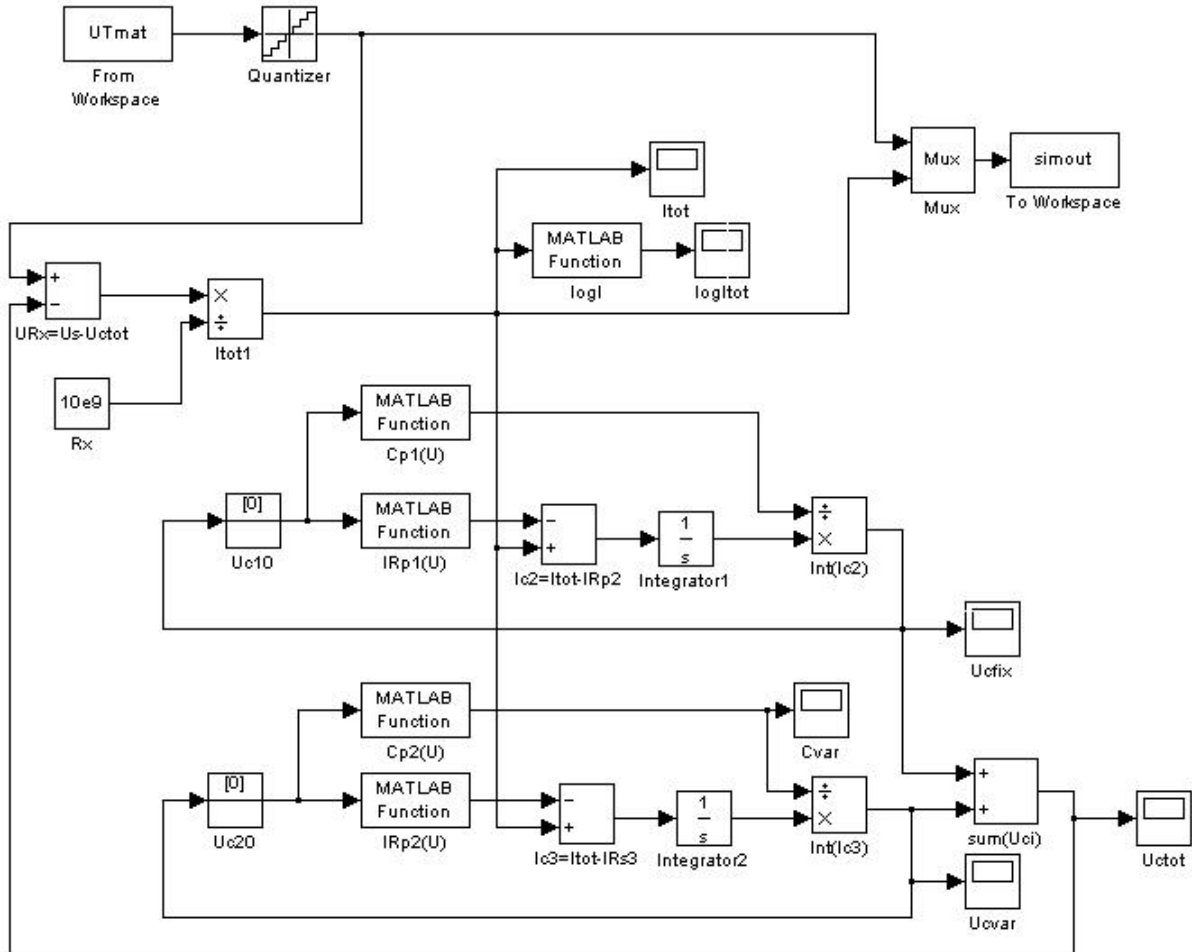 UTmat
From
Workspace
Quantizer
Mux
Mux
simout
To Workspace
Itot
MATLAB
Function
logI
logItot
+
−
URx=Us-Uctot
×
÷
Itot1
10e9
Rx
MATLAB
Function
Cp1(U)
[0]
Uc10
MATLAB
Function
IRp1(U)
−
+
Ic2=Itot-IRp2
1
s
Integrator1
÷
×
Int(Ic2)
Ucfix
MATLAB
Function
Cp2(U)
Cvar
[0]
Uc20
MATLAB
Function
IRp2(U)
−
+
Ic3=Itot-IRs3
1
s
Integrator2
÷
×
Int(Ic3)
+
+
sum(Uci)
Uctot
Ucvar